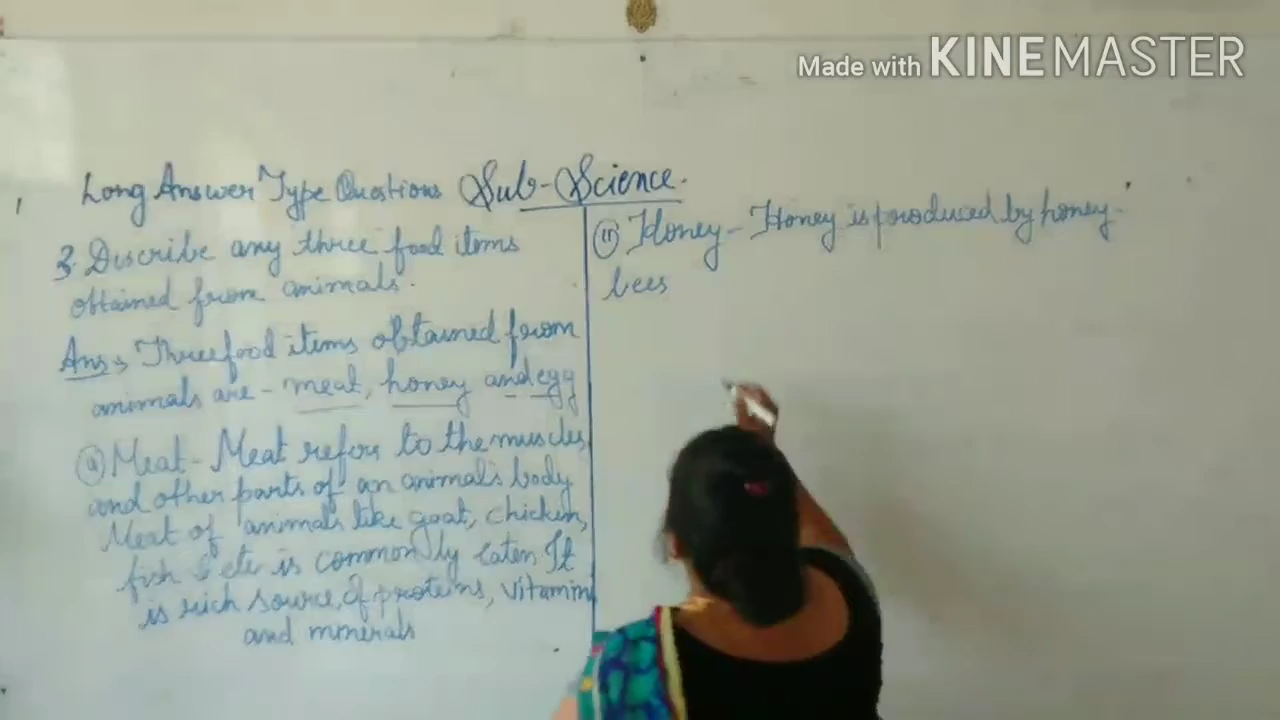 Made with KINEMASTER
Long Answer Type Questions Sub-Science.
3. Describe any three food items
obtained from animals.
Ans:- Three food items obtained from
animals are - meat, honey and egg
(i) Meat - Meat refers to the muscles
and other parts of an animal's body
Meat of animals like goat, chicken,
fish & etc is commonly eaten It
is rich source of proteins, vitamins
and minerals
(ii) Honey - Honey is produced by honey-
bees